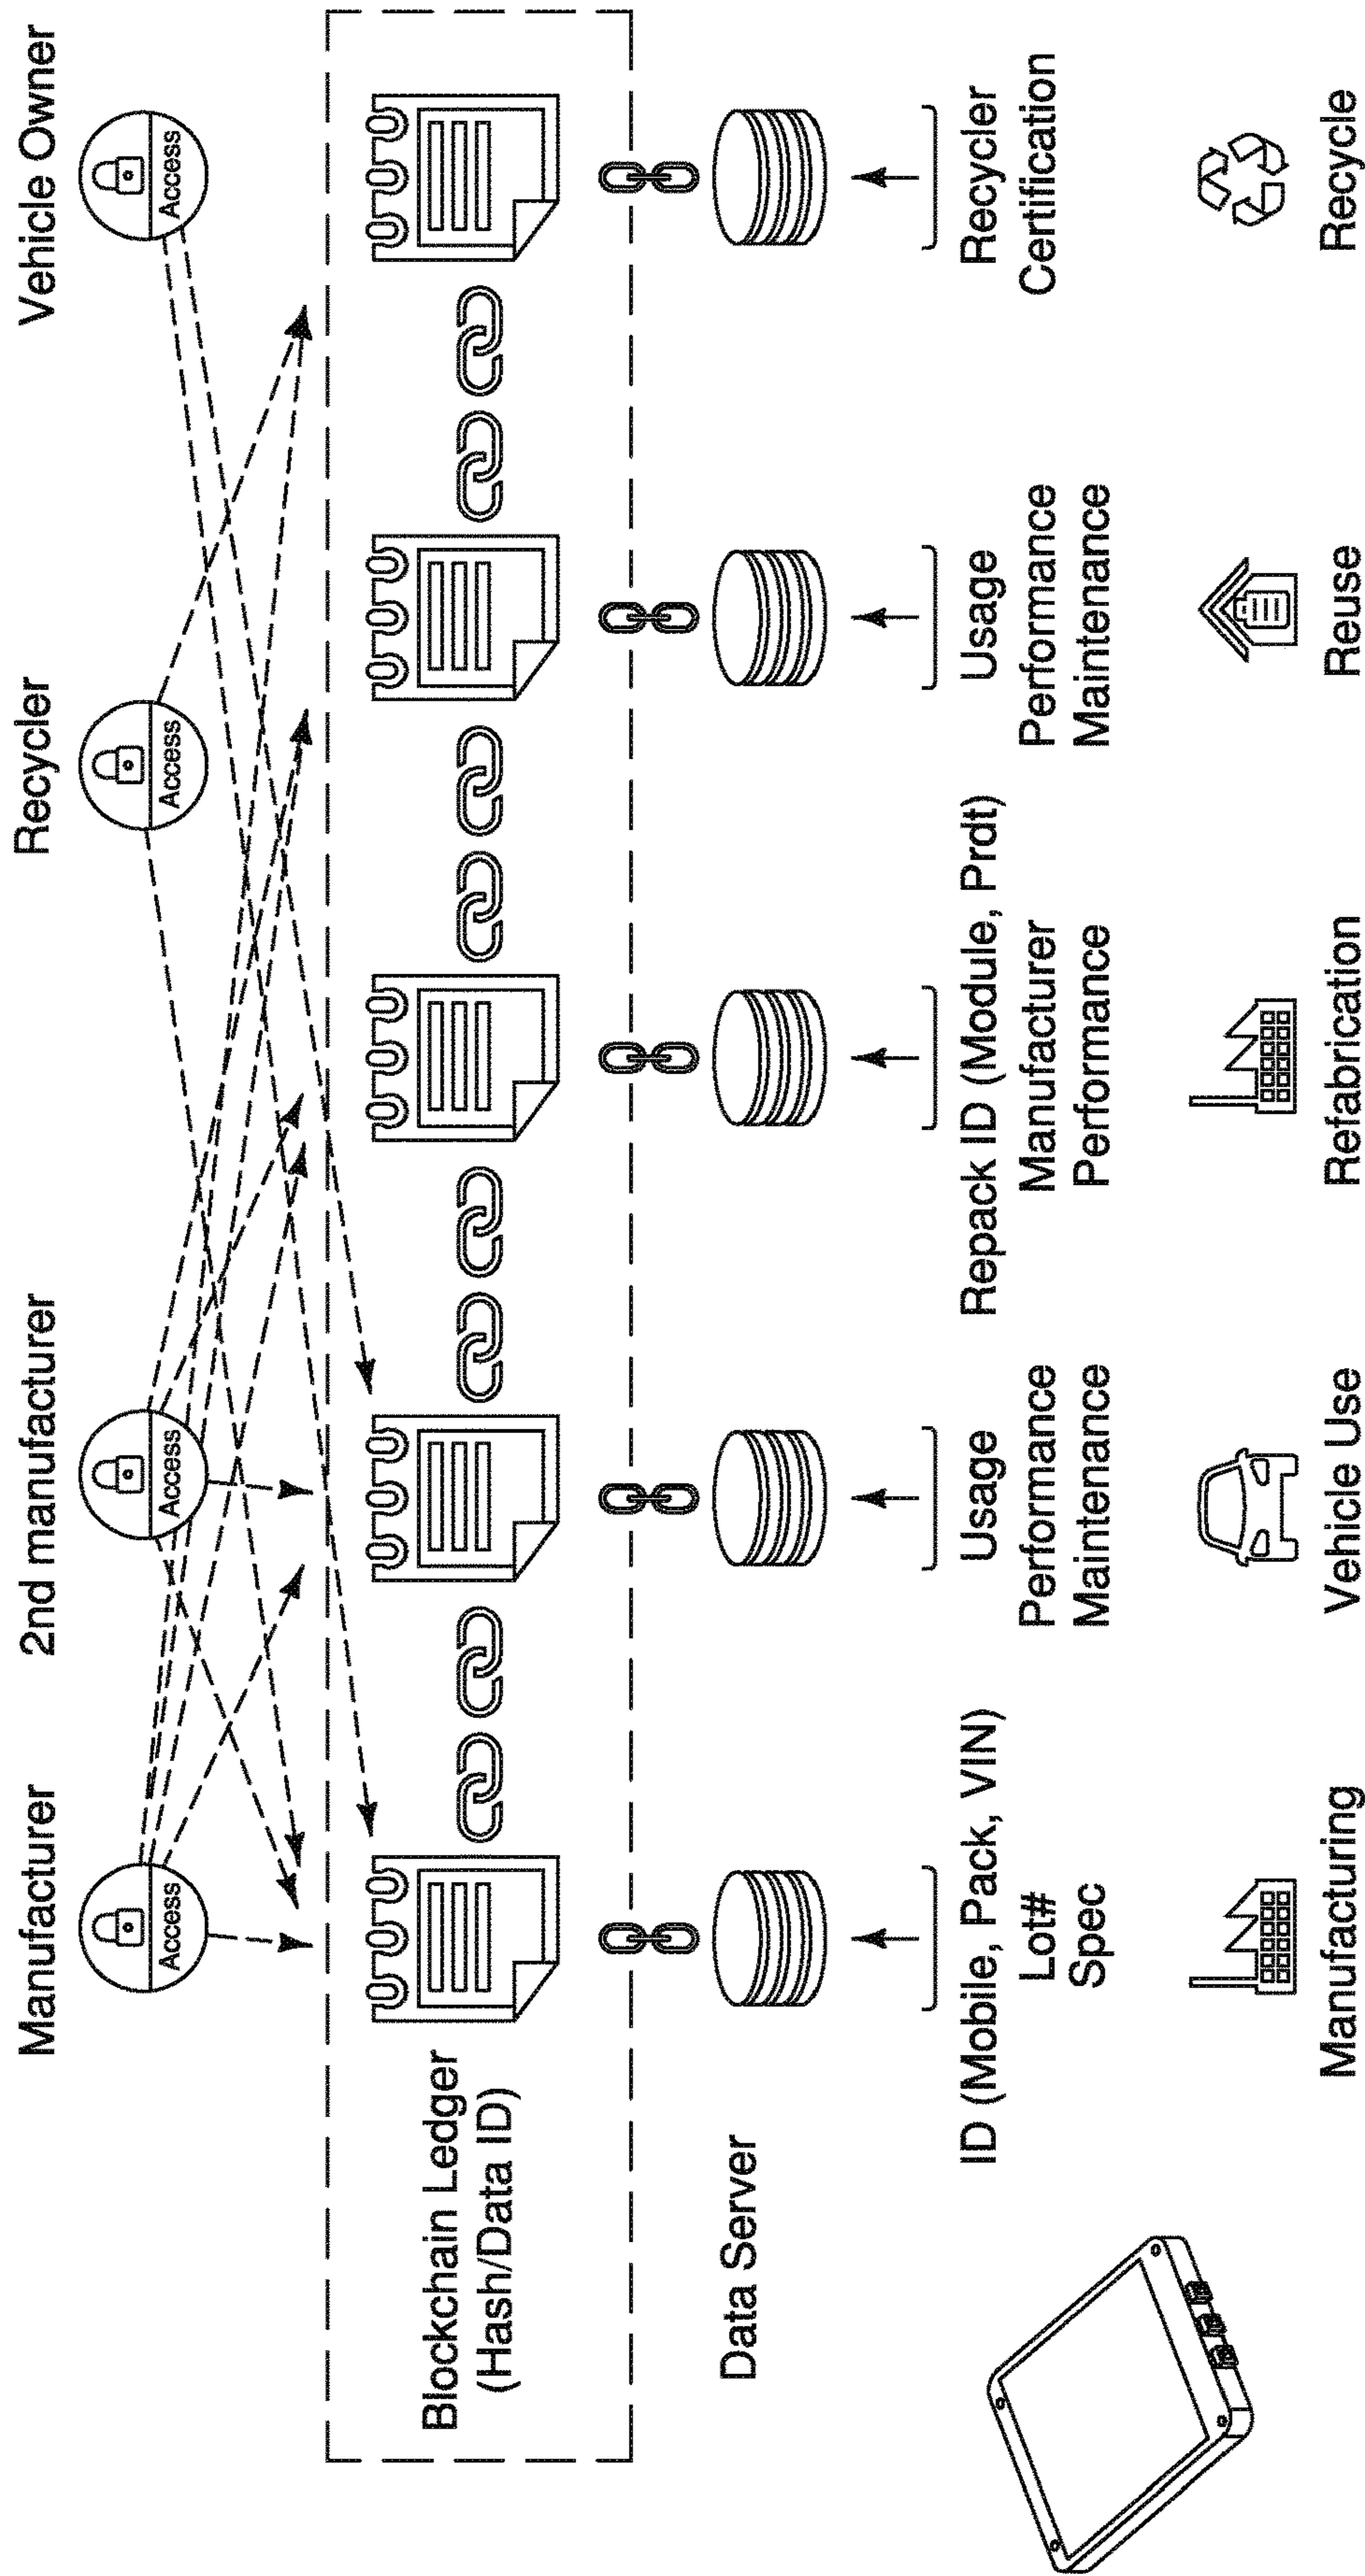 Manufacturer
2nd manufacturer
Recycler
Vehicle Owner
Access
Access
Access
Access
Blockchain Ledger
(Hash/Data ID)
Data Server
ID (Mobile, Pack, VIN)
Lot#
Spec
Usage
Performance
Maintenance
Repack ID (Module, Prdt)
Manufacturer
Performance
Usage
Performance
Maintenance
Recycler
Certification
Manufacturing
Vehicle Use
Refabrication
Reuse
Recycle